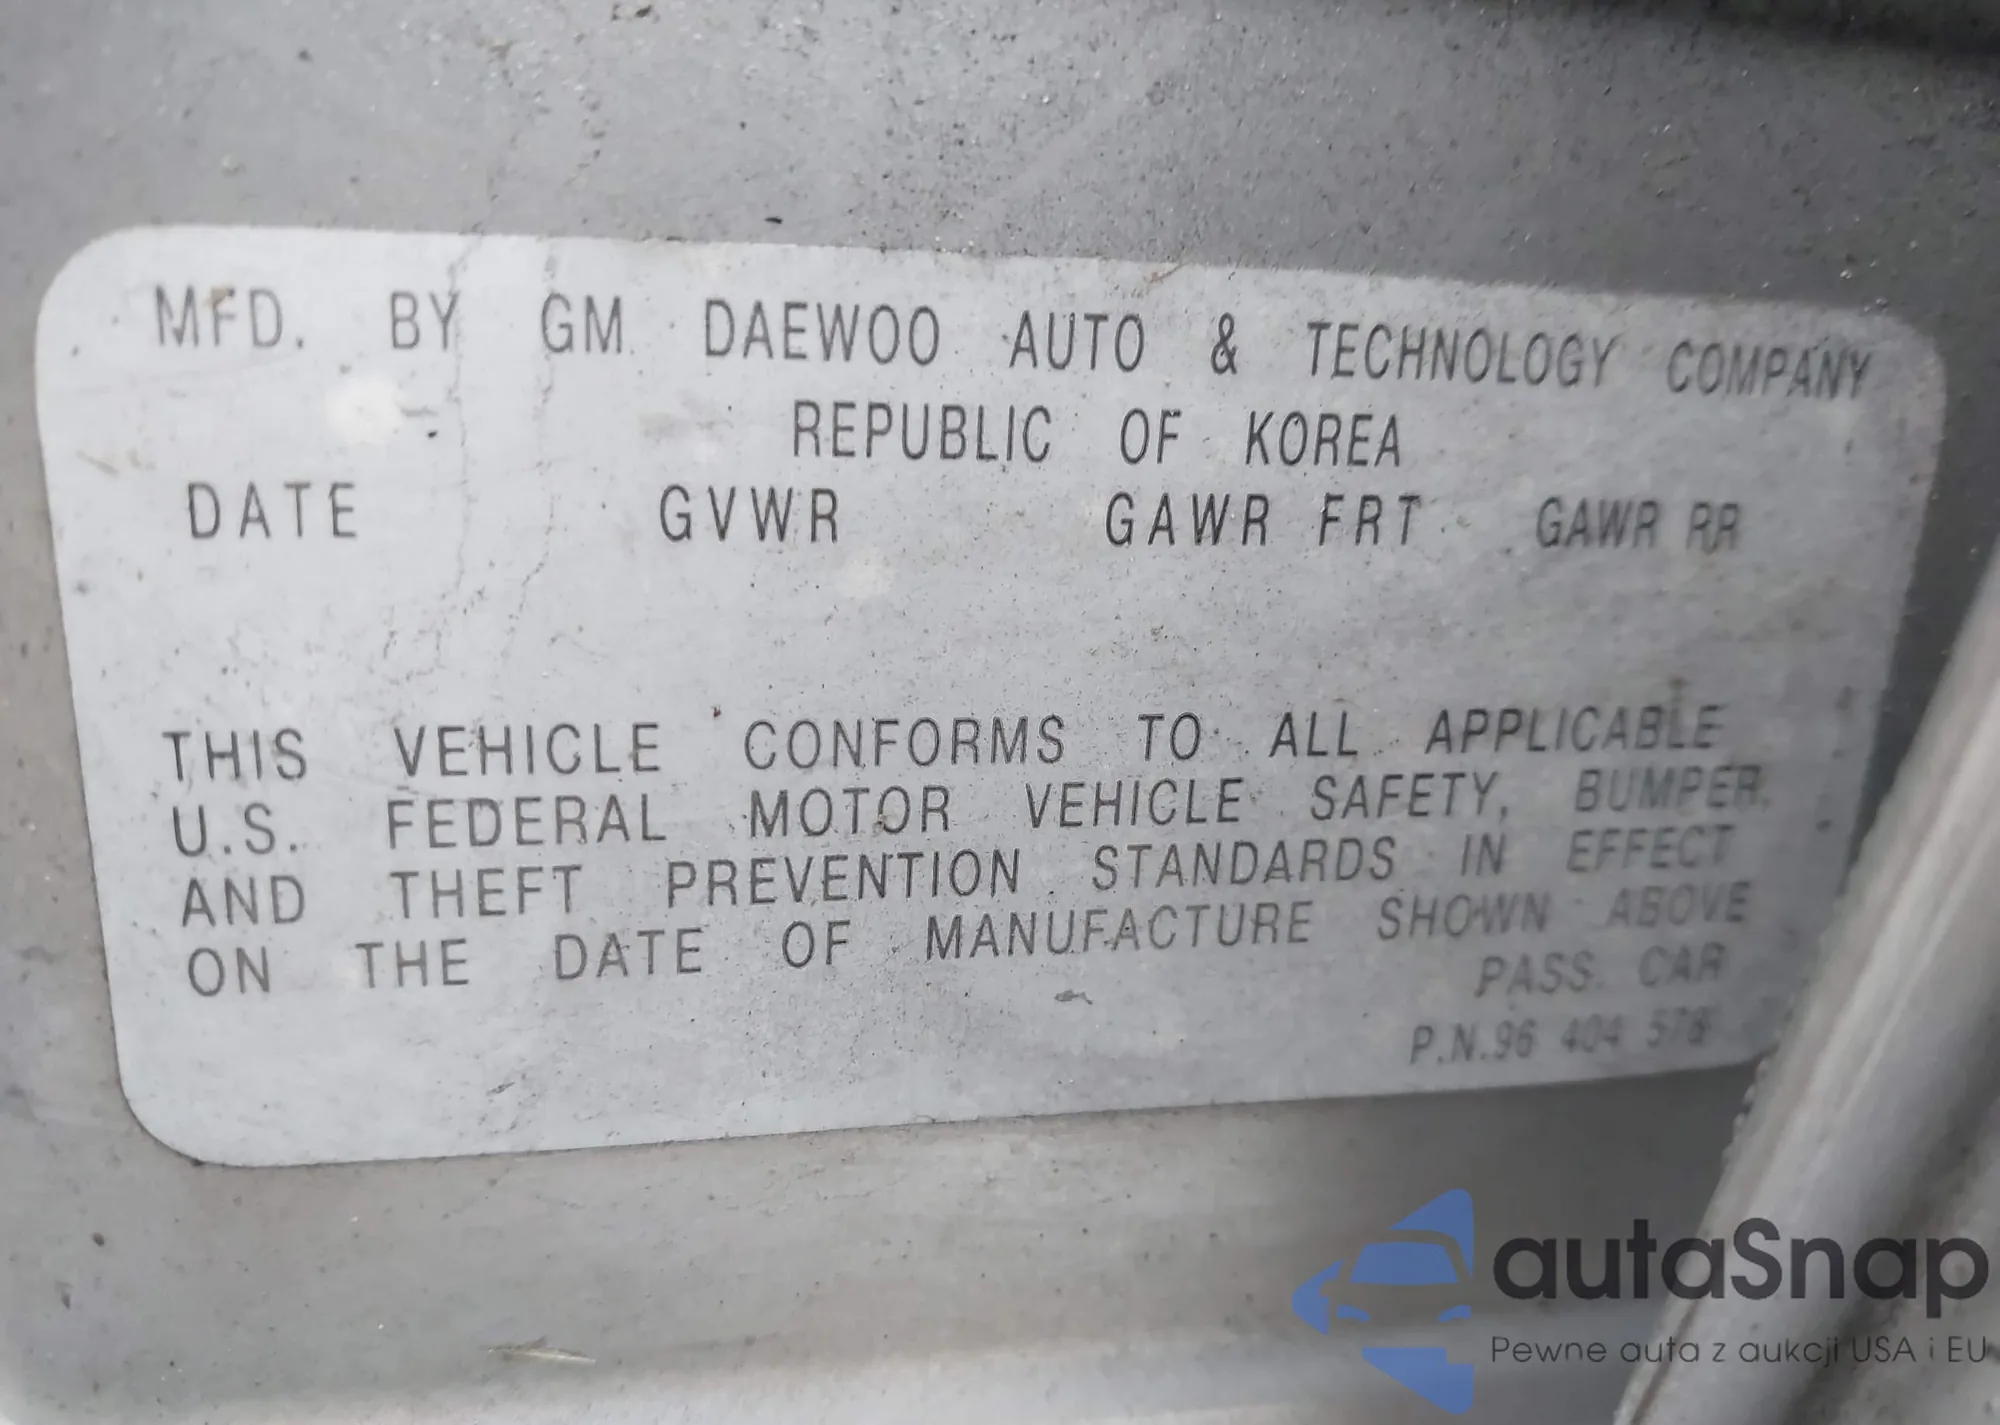 MFD. BY GM DAEWOO AUTO & TECHNOLOGY COMPANY
REPUBLIC OF KOREA
DATE GVWR GAWR FRT GAWR RR
THIS VEHICLE CONFORMS TO ALL APPLICABLE
U.S. FEDERAL MOTOR VEHICLE SAFETY, BUMPER,
AND THEFT PREVENTION STANDARDS IN EFFECT
ON THE DATE OF MANUFACTURE SHOWN ABOVE
PASS. CAR
P.N.96 404
autaSnap
Pewne auta z aukcji USA i EU